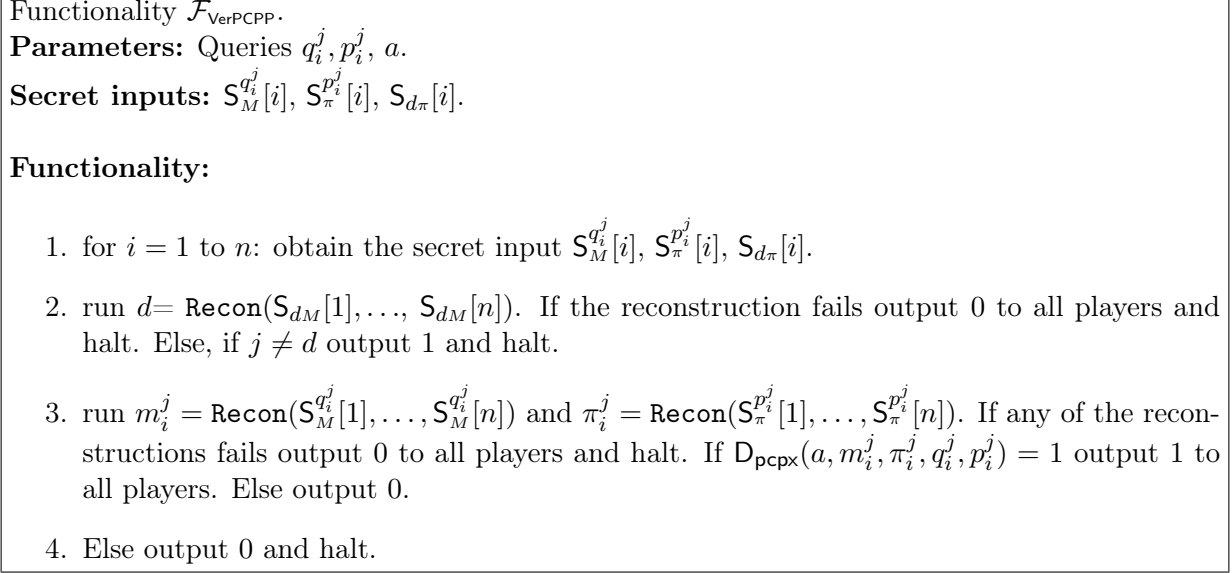 Functionality $\mathcal{F}_{\mathsf{VerPCPP}}$.
**Parameters:** Queries $q_i^j, p_i^j$, $a$.
**Secret inputs:** $\mathsf{S}_M^{q_i^j}[i]$, $\mathsf{S}_\pi^{p_i^j}[i]$, $\mathsf{S}_{d\pi}[i]$.
**Functionality:**
1. for $i = 1$ to $n$: obtain the secret input $\mathsf{S}_M^{q_i^j}[i]$, $\mathsf{S}_\pi^{p_i^j}[i]$, $\mathsf{S}_{d\pi}[i]$.
2. run $d$= $\mathtt{Recon}(\mathsf{S}_{dM}[1], \ldots, \mathsf{S}_{dM}[n])$. If the reconstruction fails output 0 to all players and
halt. Else, if $j \neq d$ output 1 and halt.
3. run $m_i^j = \mathtt{Recon}(\mathsf{S}_M^{q_i^j}[1], \ldots, \mathsf{S}_M^{q_i^j}[n])$ and $\pi_i^j = \mathtt{Recon}(\mathsf{S}_\pi^{p_i^j}[1], \ldots, \mathsf{S}_\pi^{p_i^j}[n])$. If any of the recon-
structions fails output 0 to all players and halt. If $\mathsf{D}_{\mathsf{pcpx}}(a, m_i^j, \pi_i^j, q_i^j, p_i^j) = 1$ output 1 to
all players. Else output 0.
4. Else output 0 and halt.